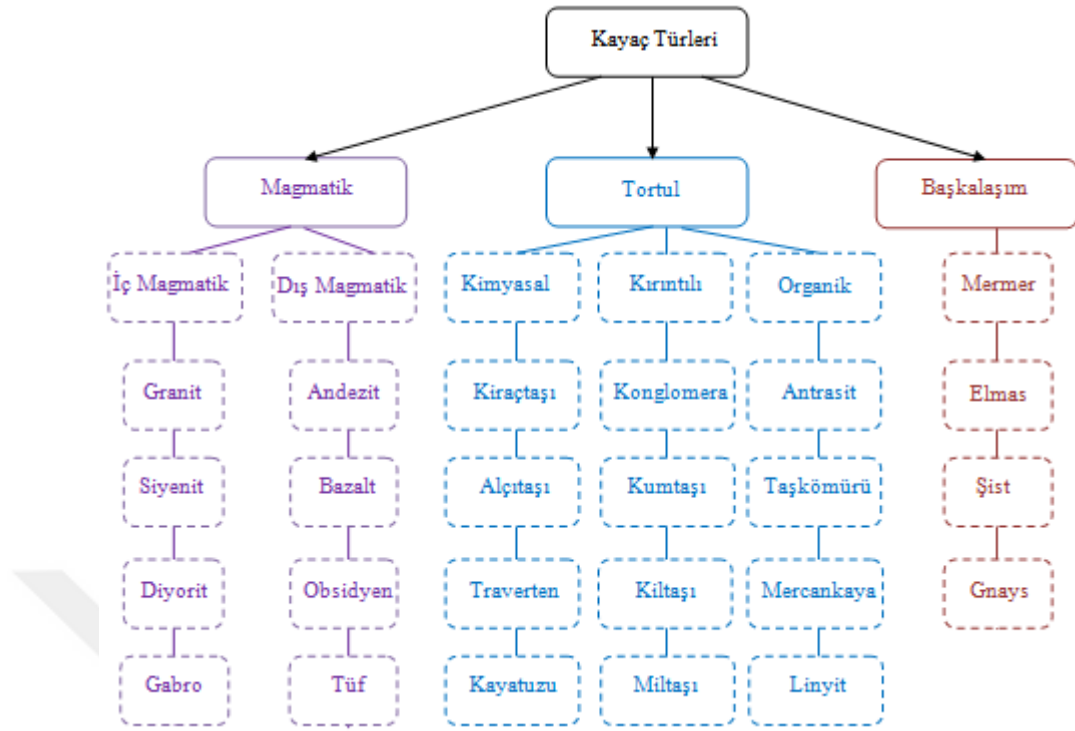 Kayaç Türleri
Magmatik
Tortul
Başkalaşım
İç Magmatik
Dış Magmatik
Kimyasal
Kırıntılı
Organik
Mermer
Granit
Andezit
Kiraçtaşı
Konglomera
Antrasit
Elmas
Siyenit
Bazalt
Alçıtaşı
Kumtaşı
Taşkömürü
Şist
Diyorit
Obsidyen
Traverten
Kiltaşı
Mercankaya
Gnays
Gabro
Tüf
Kayatuzu
Miltaşı
Linyit